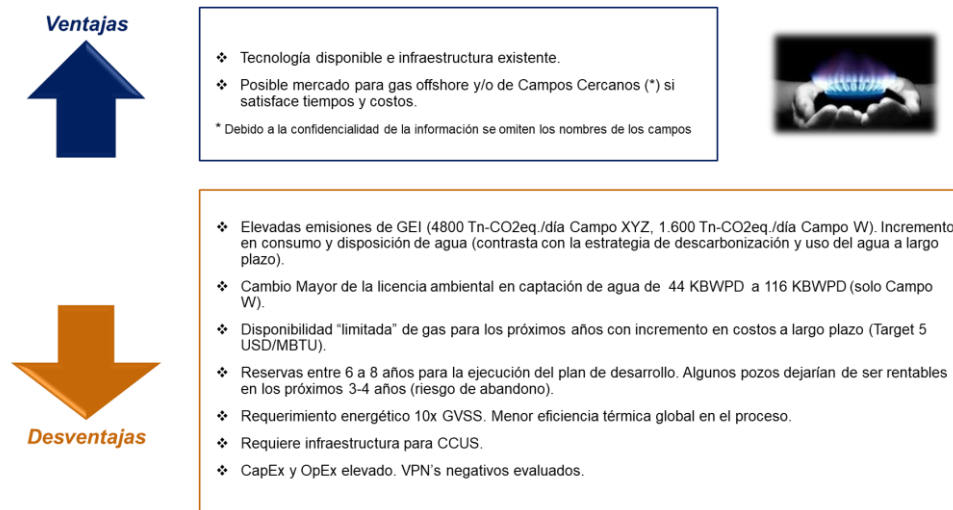 Ventajas
❖ Tecnología disponible e infraestructura existente.
❖ Posible mercado para gas offshore y/o de Campos Cercanos (*) si
satisface tiempos y costos.
* Debido a la confidencialidad de la información se omiten los nombres de los campos
❖ Elevadas emisiones de GEI (4800 Tn-CO2eq./día Campo XYZ, 1.600 Tn-CO2eq./día Campo W). Incremento
en consumo y disposición de agua (contrasta con la estrategia de descarbonización y uso del agua a largo
plazo).
❖ Cambio Mayor de la licencia ambiental en captación de agua de 44 KBWPD a 116 KBWPD (solo Campo
W).
❖ Disponibilidad “limitada” de gas para los próximos años con incremento en costos a largo plazo (Target 5
USD/MBTU).
❖ Reservas entre 6 a 8 años para la ejecución del plan de desarrollo. Algunos pozos dejarían de ser rentables
en los próximos 3-4 años (riesgo de abandono).
❖ Requerimiento energético 10x GVSS. Menor eficiencia térmica global en el proceso.
❖ Requiere infraestructura para CCUS.
❖ CapEx y OpEx elevado. VPN’s negativos evaluados.
Desventajas